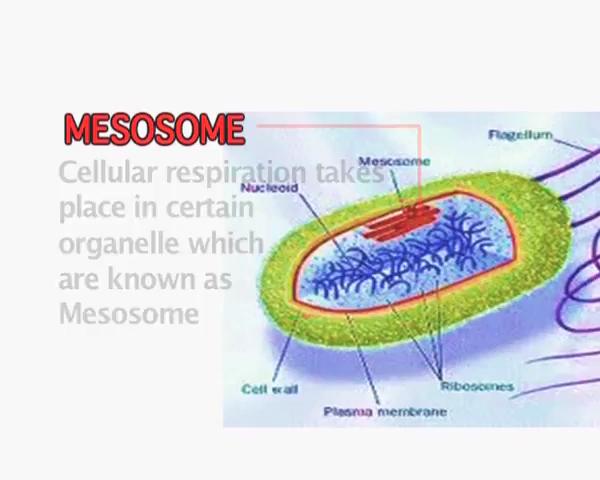 MESOSOME
Cellular respiration takes
place in certain
organelle which
are known as
Mesosome
Flagellum
Mesosome
Nucleoid
Cell wall
Ribosomes
Plasma membrane